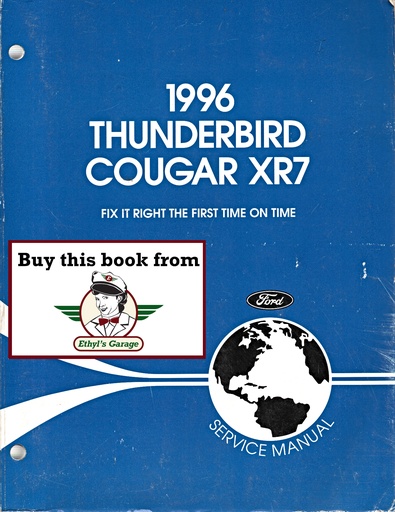 1996
THUNDERBIRD
COUGAR XR7
FIX IT RIGHT THE FIRST TIME ON TIME
Buy this book from
Ethyl's Garage
Ford
SERVICE MANUAL